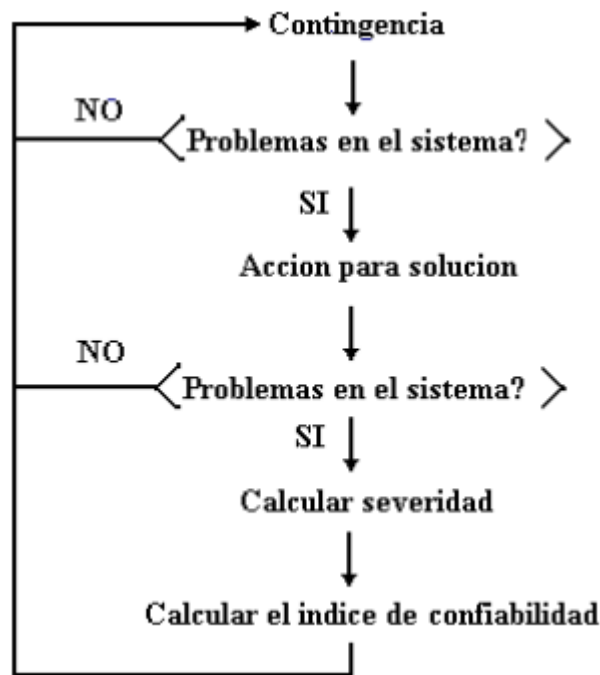 Contingencia
NO
Problemas en el sistema?
SI
Accion para solucion
NO
Problemas en el sistema?
SI
Calcular severidad
Calcular el indice de confiabilidad